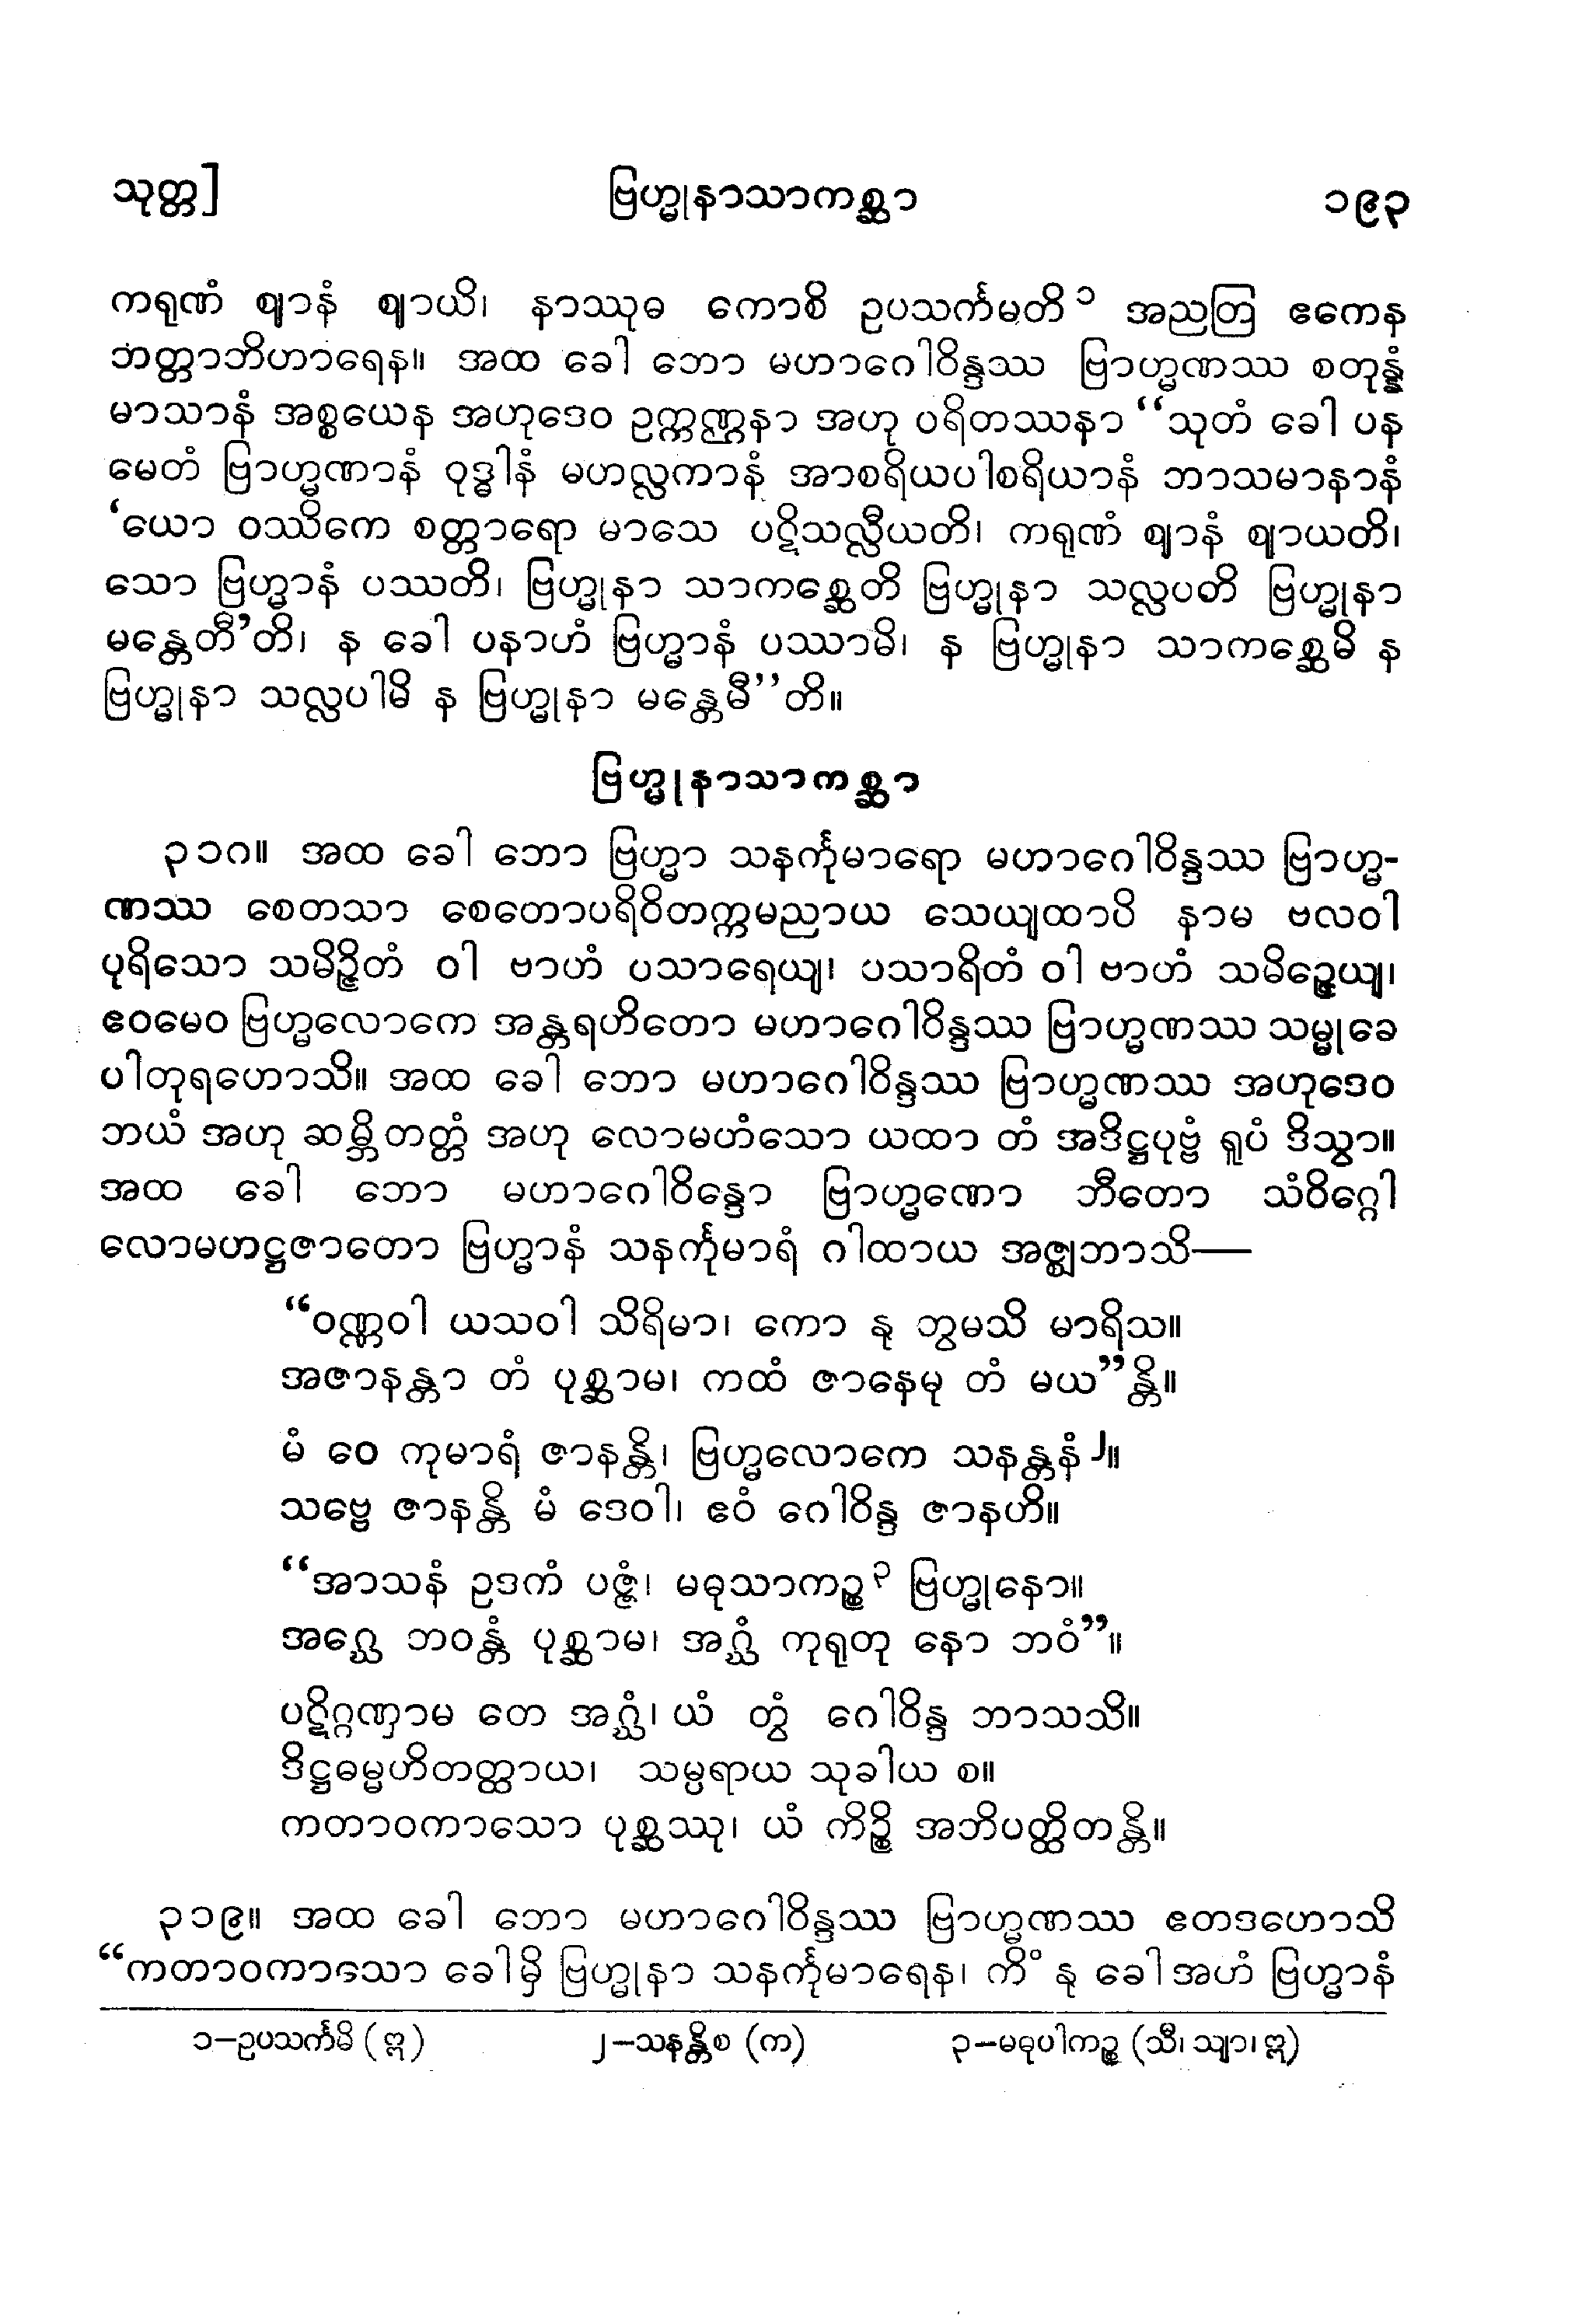 သုတ္တ] ဗြဟ္မုနာသာကစ္ဆာ ၁၉၃
ကရုဏံ ဈာနံ ဈာယိ၊ နာဿုဓ ကောစိ ဥပသင်္ကမတိ ၁ အညတြ ဧကေန
ဘတ္တာဘိဟာရေန။ အထ ခေါ ဘော မဟာဂေါဝိန္ဒဿ ဗြာဟ္မဏဿ စတုန္နံ
မာသာနံ အစ္စယေန အဟုဒေဝ ဥက္ကဏ္ဌနာ အဟု ပရိတဿနာ “သုတံ ခေါ ပန
မေတံ ဗြာဟ္မဏာနံ ဝုဒ္ဓါနံ မဟလ္လကာနံ အာစရိယပါစရိယာနံ ဘာသမာနာနံ
‘ယော ဝဿိကေ စတ္တာရော မာသေ ပဋိသလ္လီယတိ၊ ကရုဏံ ဈာနံ ဈာယတိ၊
သော ဗြဟ္မာနံ ပဿတိ၊ ဗြဟ္မုနာ သာကစ္ဆေတိ ဗြဟ္မုနာ သလ္လပတိ ဗြဟ္မုနာ
မန္တေတီ’တိ၊ န ခေါ ပနာဟံ ဗြဟ္မာနံ ပဿာမိ၊ န ဗြဟ္မုနာ သာကစ္ဆေမိ န
ဗြဟ္မုနာ သလ္လပါမိ န ဗြဟ္မုနာ မန္တေမီ”တိ။
ဗြဟ္မုနာသာကစ္ဆာ
၃၁၈။ အထ ခေါ ဘော ဗြဟ္မာ သနင်္ကုမာရော မဟာဂေါဝိန္ဒဿ ဗြာဟ္မ-
ဏဿ စေတသာ စေတောပရိဝိတက္ကမညာယ သေယျထာပိ နာမ ဗလဝါ
ပုရိသော သမိဉ္ဇိတံ ဝါ ဗာဟံ ပသာရေယျ၊ ပသာရိတံ ဝါ ဗာဟံ သမိဉ္ဇေယျ၊
ဧဝမေဝ ဗြဟ္မလောကေ အန္တရဟိတော မဟာဂေါဝိန္ဒဿ ဗြာဟ္မဏဿ သမ္မုခေ
ပါတုရဟောသိ။ အထ ခေါ ဘော မဟာဂေါဝိန္ဒဿ ဗြာဟ္မဏဿ အဟုဒေဝ
ဘယံ အဟု ဆမ္ဘိတတ္တံ အဟု လောမဟံသော ယထာ တံ အဒိဋ္ဌပုဗ္ဗံ ရူပံ ဒိသွာ။
အထ ခေါ ဘော မဟာဂေါဝိန္ဒော ဗြာဟ္မဏော ဘီတော သံဝိဂ္ဂေါ
လောမဟဋ္ဌဇာတော ဗြဟ္မာနံ သနင်္ကုမာရံ ဂါထာယ အဇ္ဈဘာသိ—
“ဝဏ္ဏဝါ ယသဝါ သိရိမာ၊ ကော နု တွမသိ မာရိသ။
အဇာနန္တာ တံ ပုစ္ဆာမ၊ ကထံ ဇာနေမု တံ မယ”န္တိ။
မံ ဝေ ကုမာရံ ဇာနန္တိ၊ ဗြဟ္မလောကေ သနန္တနံ ၂။
သဗ္ဗေ ဇာနန္တိ မံ ဒေဝါ၊ ဧဝံ ဂေါဝိန္ဒ ဇာနဟိ။
“အာသနံ ဥဒကံ ပဇ္ဇံ၊ မဓုသာကဉ္စ ၃ ဗြဟ္မုနော။
အဂ္ဃေ ဘဝန္တံ ပုစ္ဆာမ၊ အဂ္ဃံ ကုရုတု နော ဘဝံ”။
ပဋိဂ္ဂဏှာမ တေ အဂ္ဃံ၊ ယံ တွံ ဂေါဝိန္ဒ ဘာသသိ။
ဒိဋ္ဌဓမ္မဟိတတ္ထာယ၊ သမ္ပရာယ သုခါယ စ။
ကတာဝကာသော ပုစ္ဆဿု၊ ယံ ကိဉ္စိ အဘိပတ္ထိတန္တိ။
၃၁၉။ အထ ခေါ ဘော မဟာဂေါဝိန္ဒဿ ဗြာဟ္မဏဿ ဧတဒဟောသိ
“ကတာဝကာသော ခေါမှိ ဗြဟ္မုနာ သနင်္ကုမာရေန၊ ကိံ နု ခေါ အဟံ ဗြဟ္မာနံ
၁–ဥပသင်္ကမိ (ဣ) ၂–သနန္တိစ (က) ၃–မဓုပါကဉ္စ (သီ၊ သျာ၊ ဣ)